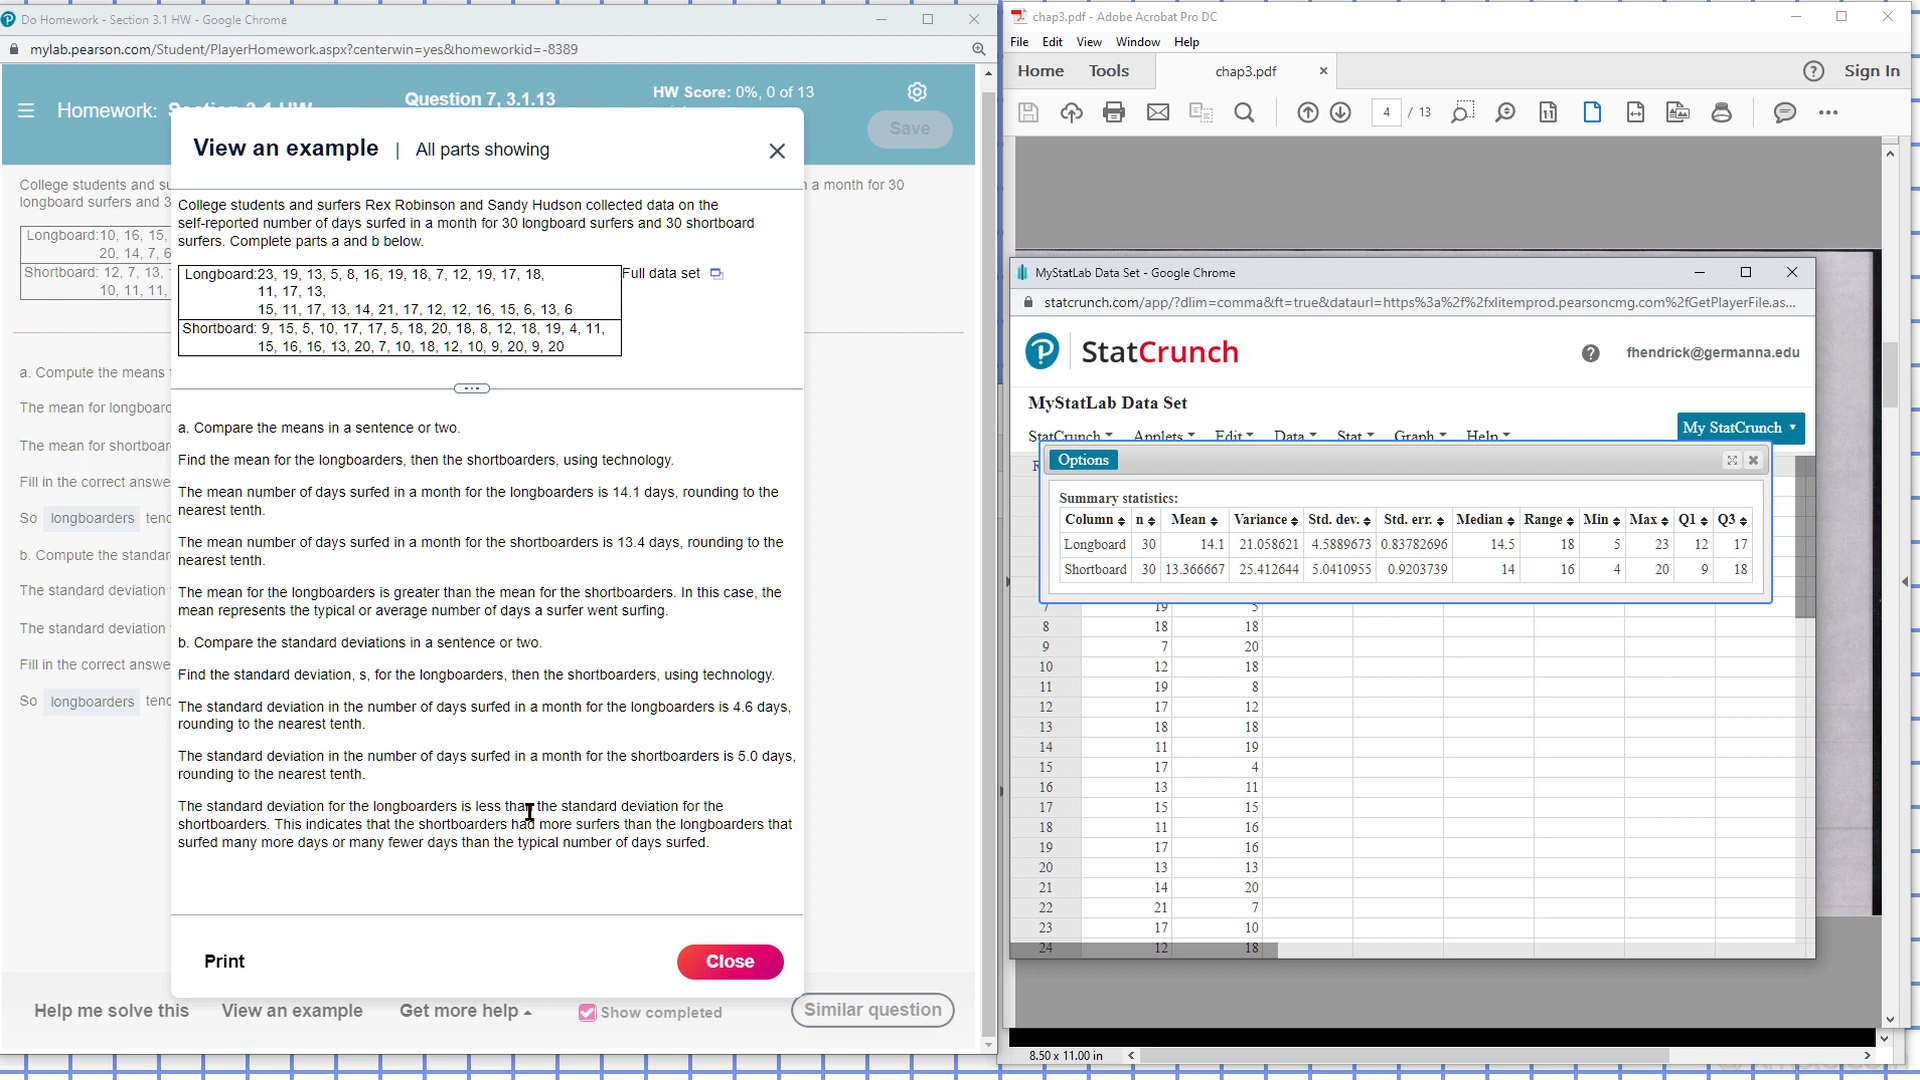 Do Homework - Section 3.1 HW - Google Chrome
mylab.pearson.com/Student/PlayerHomework.aspx?centerwin=yes&homeworkid=-8389
Homework:
Question 7, 3.1.13
HW Score: 0%, 0 of 13
Save
College students and su
a month for 30
longboard surfers and 3
Longboard:10, 16, 15,
20, 14, 7, 6
Shortboard: 12, 7, 13,
10, 11, 11,
a. Compute the means
The mean for longboard
The mean for shortboar
Fill in the correct answe
So longboarders tend
b. Compute the standar
The standard deviation
The standard deviation
Fill in the correct answe
So longboarders tend
View an example | All parts showing
College students and surfers Rex Robinson and Sandy Hudson collected data on the
self-reported number of days surfed in a month for 30 longboard surfers and 30 shortboard
surfers. Complete parts a and b below.
Longboard:23, 19, 13, 5, 8, 16, 19, 18, 7, 12, 19, 17, 18,
11, 17, 13,
15, 11, 17, 13, 14, 21, 17, 12, 12, 16, 15, 6, 13, 6
Shortboard: 9, 15, 5, 10, 17, 17, 5, 18, 20, 18, 8, 12, 18, 19, 4, 11,
15, 16, 16, 13, 20, 7, 10, 18, 12, 10, 9, 20, 9, 20
Full data set
a. Compare the means in a sentence or two.
Find the mean for the longboarders, then the shortboarders, using technology.
The mean number of days surfed in a month for the longboarders is 14.1 days, rounding to the
nearest tenth.
The mean number of days surfed in a month for the shortboarders is 13.4 days, rounding to the
nearest tenth.
The mean for the longboarders is greater than the mean for the shortboarders. In this case, the
mean represents the typical or average number of days a surfer went surfing.
b. Compare the standard deviations in a sentence or two.
Find the standard deviation, s, for the longboarders, then the shortboarders, using technology.
The standard deviation in the number of days surfed in a month for the longboarders is 4.6 days,
rounding to the nearest tenth.
The standard deviation in the number of days surfed in a month for the shortboarders is 5.0 days,
rounding to the nearest tenth.
The standard deviation for the longboarders is less than the standard deviation for the
shortboarders. This indicates that the shortboarders had more surfers than the longboarders that
surfed many more days or many fewer days than the typical number of days surfed.
Print
Close
Help me solve this
View an example
Get more help
Show completed
Similar question
chap3.pdf - Adobe Acrobat Pro DC
File Edit View Window Help
Home Tools chap3.pdf Sign In
4 / 13
MyStatLab Data Set - Google Chrome
statcrunch.com/app/?dlim=comma&ft=true&dataurl=https%3a%2f%2fxlitemprod.pearsoncmg.com%2fGetPlayerFile.as...
StatCrunch
fhendrick@germanna.edu
MyStatLab Data Set
StatCrunch Applets Edit Data Stat Graph Help
My StatCrunch
Options
Summary statistics:
Column n Mean Variance Std. dev. Std. err. Median Range Min Max Q1 Q3
Longboard 30 14.1 21.058621 4.5889673 0.83782696 14.5 18 5 23 12 17
Shortboard 30 13.366667 25.412644 5.0410955 0.9203739 14 16 4 20 9 18
7 19 5
8 18 18
9 7 20
10 12 18
11 19 8
12 17 12
13 18 18
14 11 19
15 17 4
16 13 11
17 15 15
18 11 16
19 17 16
20 13 13
21 14 20
22 21 7
23 17 10
24 12 18
8.50 x 11.00 in